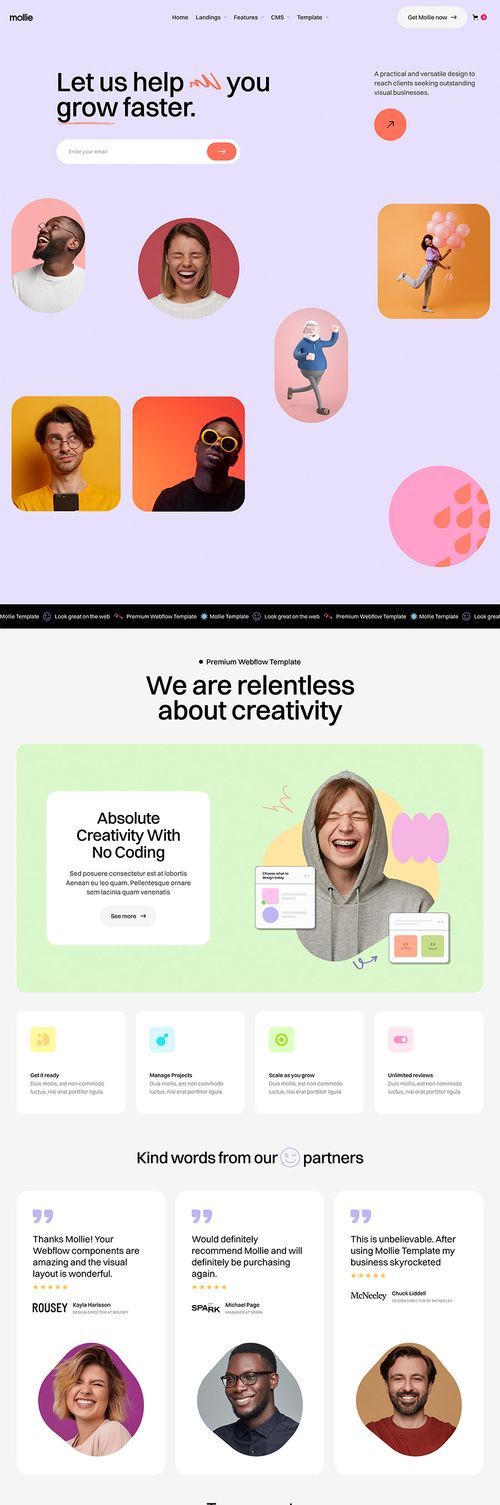 mollie
Home
Landings
Features
CMS
Template
Get Mollie now
Let us help you
grow faster.
A practical and versatile design to
reach clients seeking outstanding
visual businesses.
Enter your email
Mollie Template Look great on the web Premium Webflow Template Mollie Template Look great on the web Premium Webflow Template Mollie Template Look great
Premium Webflow Template
We are relentless
about creativity
Absolute
Creativity With
No Coding
Sed posuere consectetur est at lobortis
Aenean eu leo quam. Pellentesque ornare
sem lacinia quam venenatis
See more
Choose what to
design today
Get it ready
Duis mollis, est non commodo
luctus, nisi erat porttitor ligula
Manage Projects
Duis mollis, est non commodo
luctus, nisi erat porttitor ligula
Scale as you grow
Duis mollis, est non commodo
luctus, nisi erat porttitor ligula
Unlimited reviews
Duis mollis, est non commodo
luctus, nisi erat porttitor ligula
Kind words from our partners
Thanks Mollie! Your
Webflow components are
amazing and the visual
layout is wonderful.
ROUSEY
Kayla Harisson
DESIGN DIRECTOR AT ROUSEY
Would definitely
recommend Mollie and will
definitely be purchasing
again.
SPARK
Michael Page
MANAGER AT SPARK
This is unbelievable. After
using Mollie Template my
business skyrocketed
McNeeley
Chuck Liddell
DESIGN DIRECTOR AT MCNEELEY